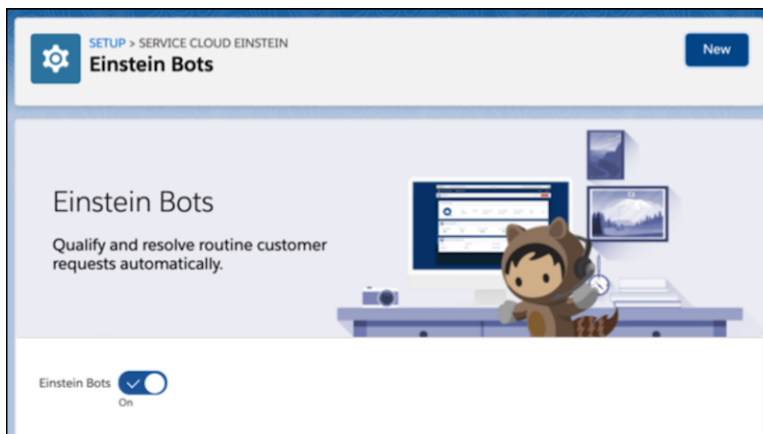 SETUP > SERVICE CLOUD EINSTEIN
Einstein Bots
New
Einstein Bots
Qualify and resolve routine customer
requests automatically.
Einstein Bots
On